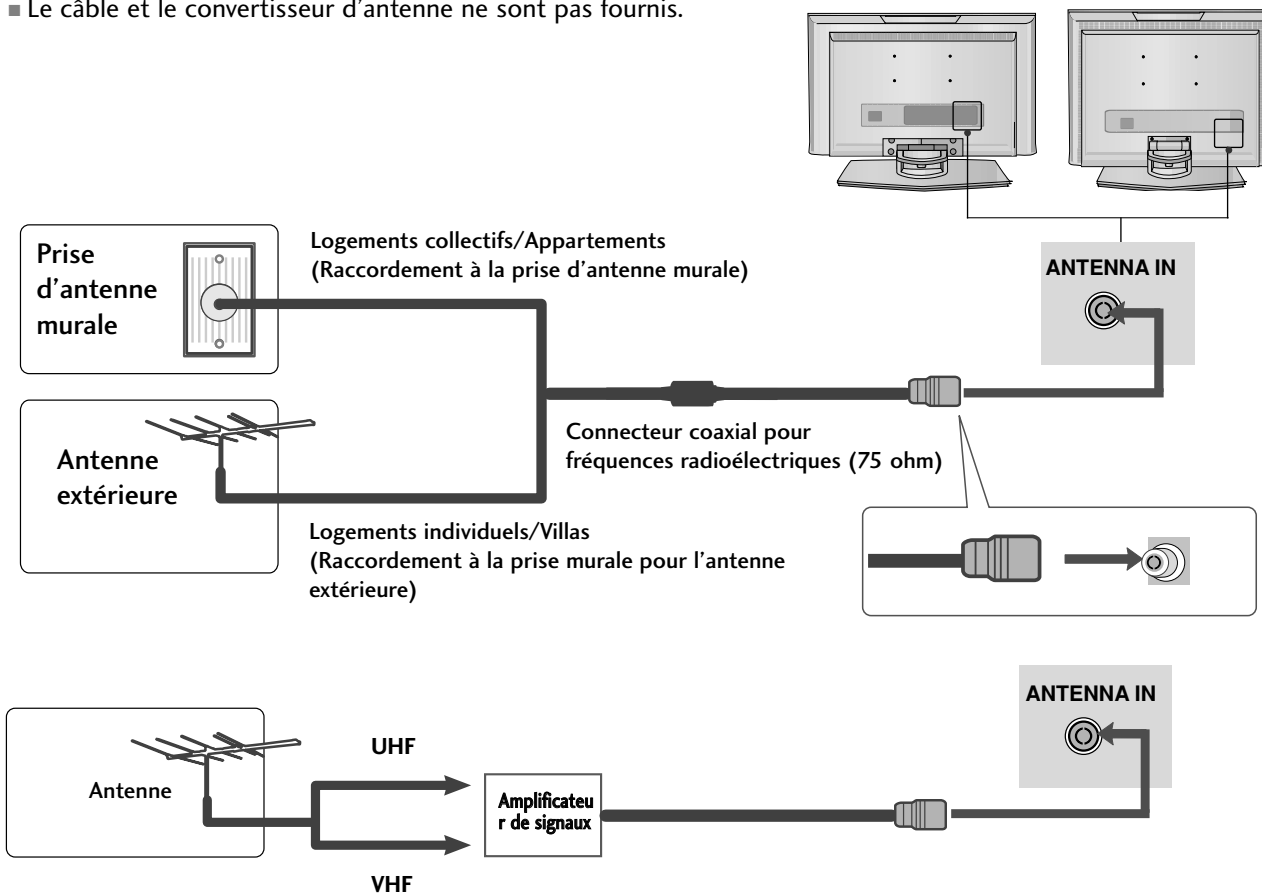 ■ Le câble et le convertisseur d’antenne ne sont pas fournis.
Prise
d’antenne
murale
Logements collectifs/Appartements
(Raccordement à la prise d’antenne murale)
ANTENNA IN
Antenne
extérieure
Connecteur coaxial pour
fréquences radioélectriques (75 ohm)
Logements individuels/Villas
(Raccordement à la prise murale pour l’antenne
extérieure)
ANTENNA IN
Antenne
UHF
Amplificateu
r de signaux
VHF